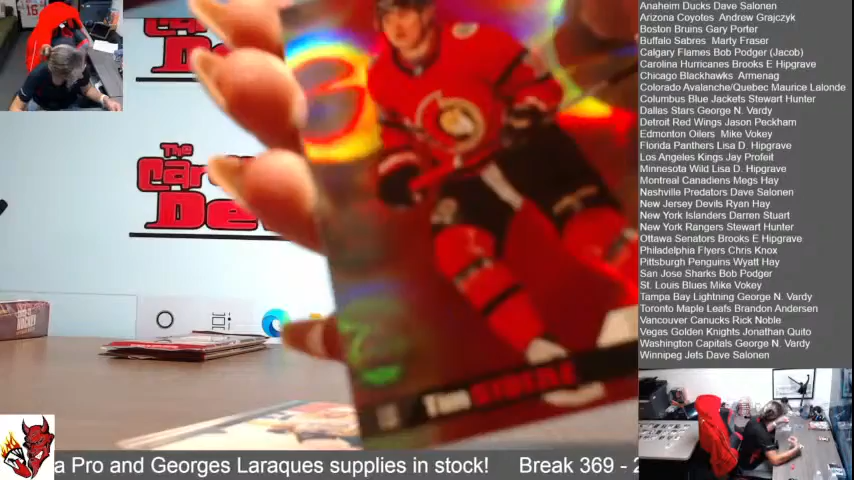 Anaheim Ducks Dave Salonen
Arizona Coyotes  Andrew Grajczyk
Boston Bruins Gary Porter
Buffalo Sabres  Marty Fraser
Calgary Flames Bob Podger (Jacob)
Carolina Hurricanes Brooks E Hipgrave
Chicago Blackhawks  Armenag
Colorado Avalanche/Quebec Maurice Lalonde
Columbus Blue Jackets Stewart Hunter
Dallas Stars George N. Vardy
Detroit Red Wings Jason Peckham
Edmonton Oilers  Mike Vokey
Florida Panthers Lisa D. Hipgrave
Los Angeles Kings Jay Profeit
Minnesota Wild Lisa D. Hipgrave
Montreal Canadiens Megs Hay
Nashville Predators Dave Salonen
New Jersey Devils Ryan Hay
New York Islanders Darren Stuart
New York Rangers Stewart Hunter
Ottawa Senators Brooks E Hipgrave
Philadelphia Flyers Chris Knox
Pittsburgh Penguins Wyatt Hay
San Jose Sharks Bob Podger
St. Louis Blues Mike Vokey
Tampa Bay Lightning George N. Vardy
Toronto Maple Leafs Brandon Andersen
Vancouver Canucks Rick Noble
Vegas Golden Knights Jonathan Quito
Washington Capitals George N. Vardy
Winnipeg Jets Dave Salonen
The
Car
De
Tim
a Pro and Georges Laraques supplies in stock! Break 369 - 2